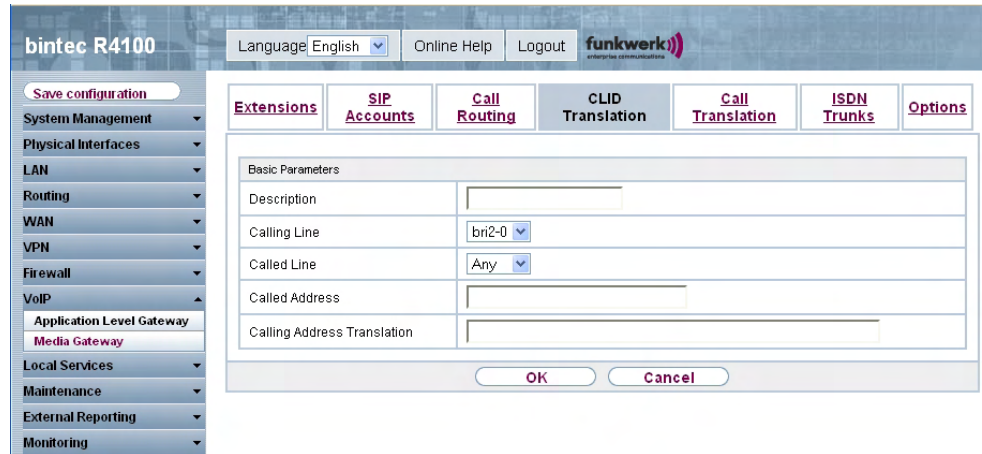 bintec R4100
Language English Online Help Logout funkwerk
enterprise communications
Save configuration
System Management
Physical Interfaces
LAN
Routing
WAN
VPN
Firewall
VoIP
Application Level Gateway
Media Gateway
Local Services
Maintenance
External Reporting
Monitoring
Extensions
SIP
Accounts
Call
Routing
CLID
Translation
Call
Translation
ISDN
Trunks
Options
Basic Parameters
Description
Calling Line bri2-0
Called Line Any
Called Address
Calling Address Translation
OK Cancel